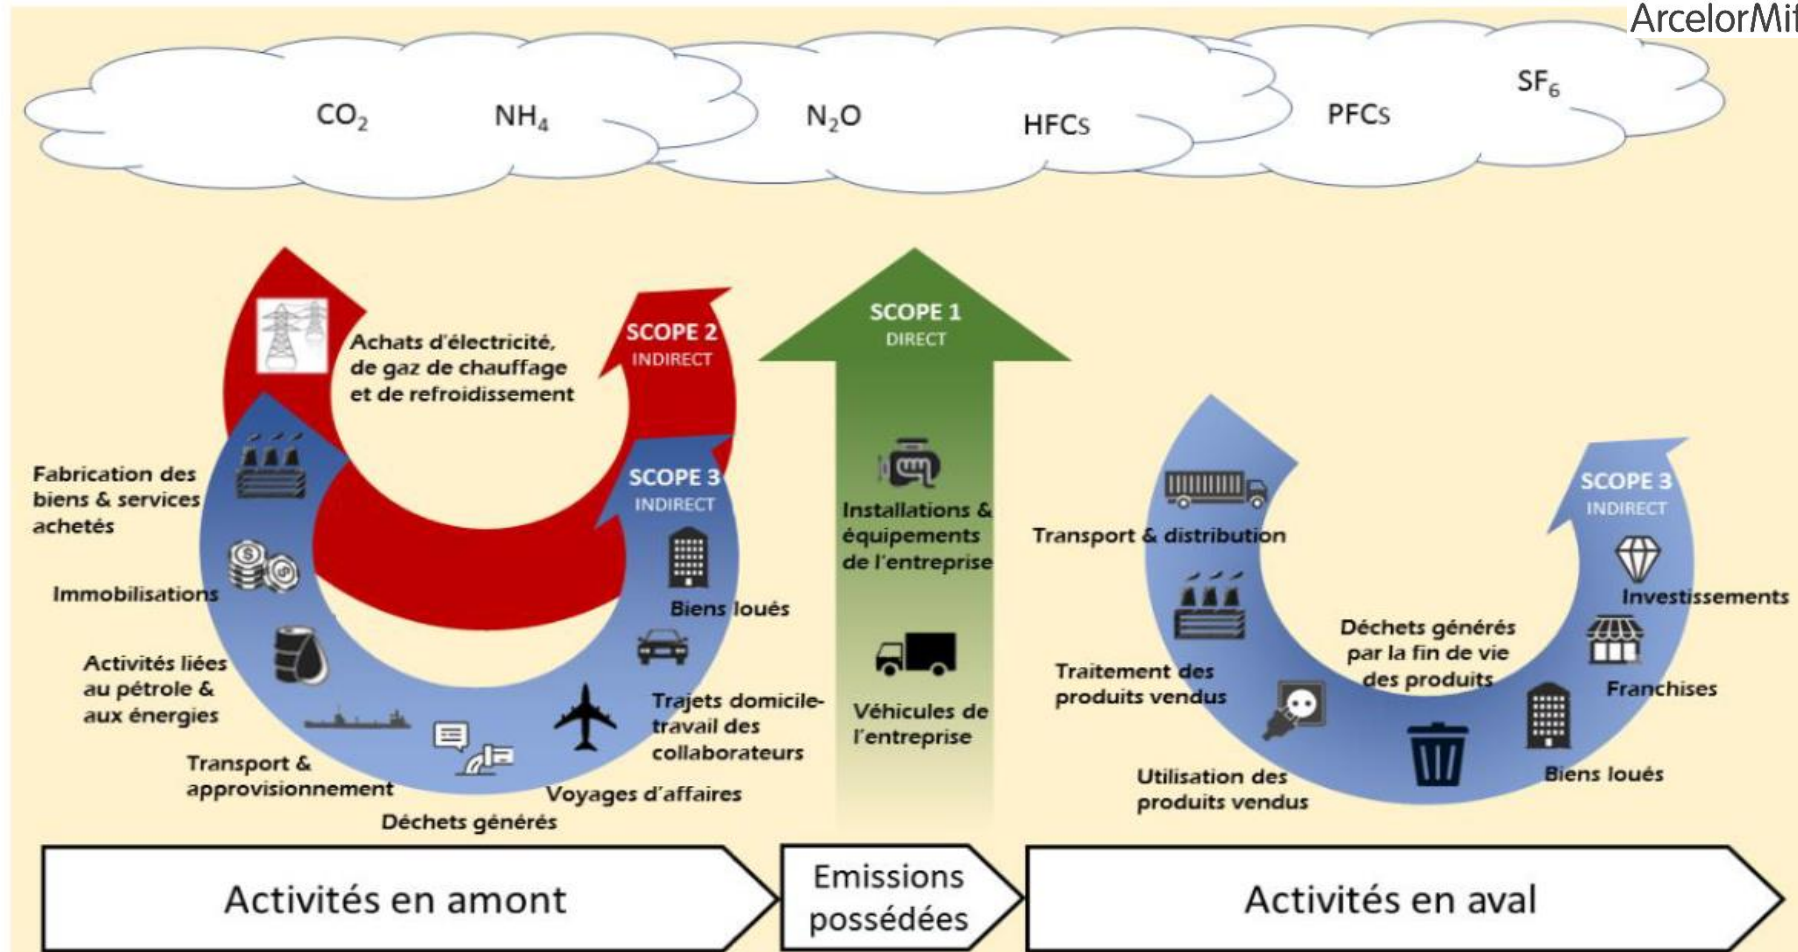 ArcelorMit
CO₂
NH₄
N₂O
HFCs
PFCs
SF₆
Achats d'électricité,
de gaz de chauffage
et de refroidissement
SCOPE 2
INDIRECT
SCOPE 3
INDIRECT
Fabrication des
biens & services
achetés
Immobilisations
Activités liées
au pétrole &
aux énergies
Transport &
approvisionnement
Déchets générés
Voyages d'affaires
Trajets domicile-
travail des
collaborateurs
Biens loués
SCOPE 1
DIRECT
Installations &
équipements
de l'entreprise
Véhicules de
l'entreprise
Transport & distribution
Traitement des
produits vendus
Utilisation des
produits vendus
Déchets générés
par la fin de vie
des produits
Biens loués
Franchises
Investissements
SCOPE 3
INDIRECT
Activités en amont
Emissions
possédées
Activités en aval